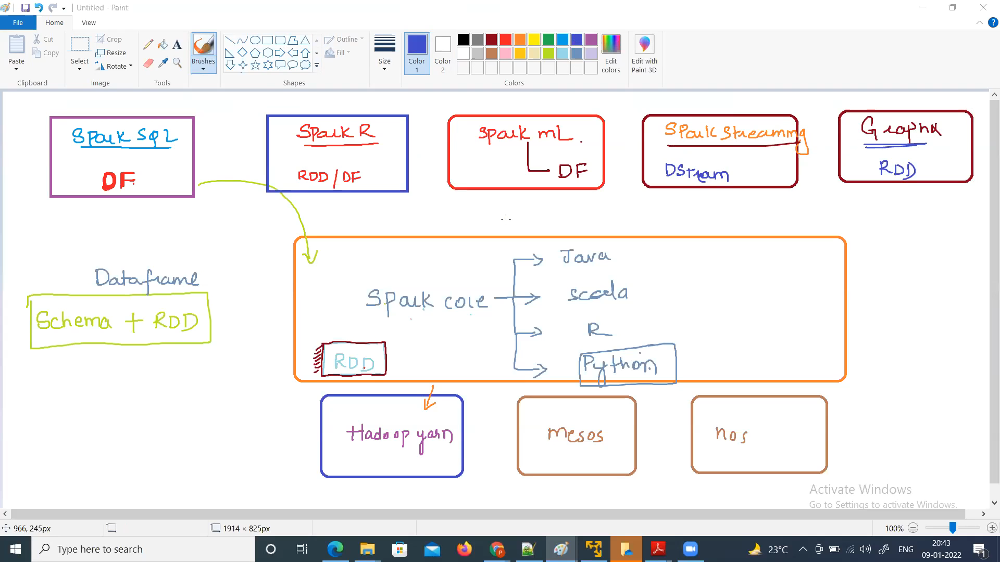 Untitled - Paint
File Home View
Paste
Cut
Copy
Clipboard
Select
Crop
Resize
Rotate
Image
Tools
Brushes
Shapes
Outline
Fill
Size
Color 1
Color 2
Colors
Edit colors
Edit with Paint 3D
Spark SqL
DF
Spark R
RDD / DF
Spark mL.
DF
Spark Streaming
DStream
Graphx
RDD
Dataframe
Schema + RDD
Spark core
Java
scala
R
Python
RDD
Hadoop yarn
mesos
nos
Activate Windows
Go to Settings to activate Windows.
966, 245px
1914 × 825px
100%
Type here to search
23°C
ENG
20:43
09-01-2022
1